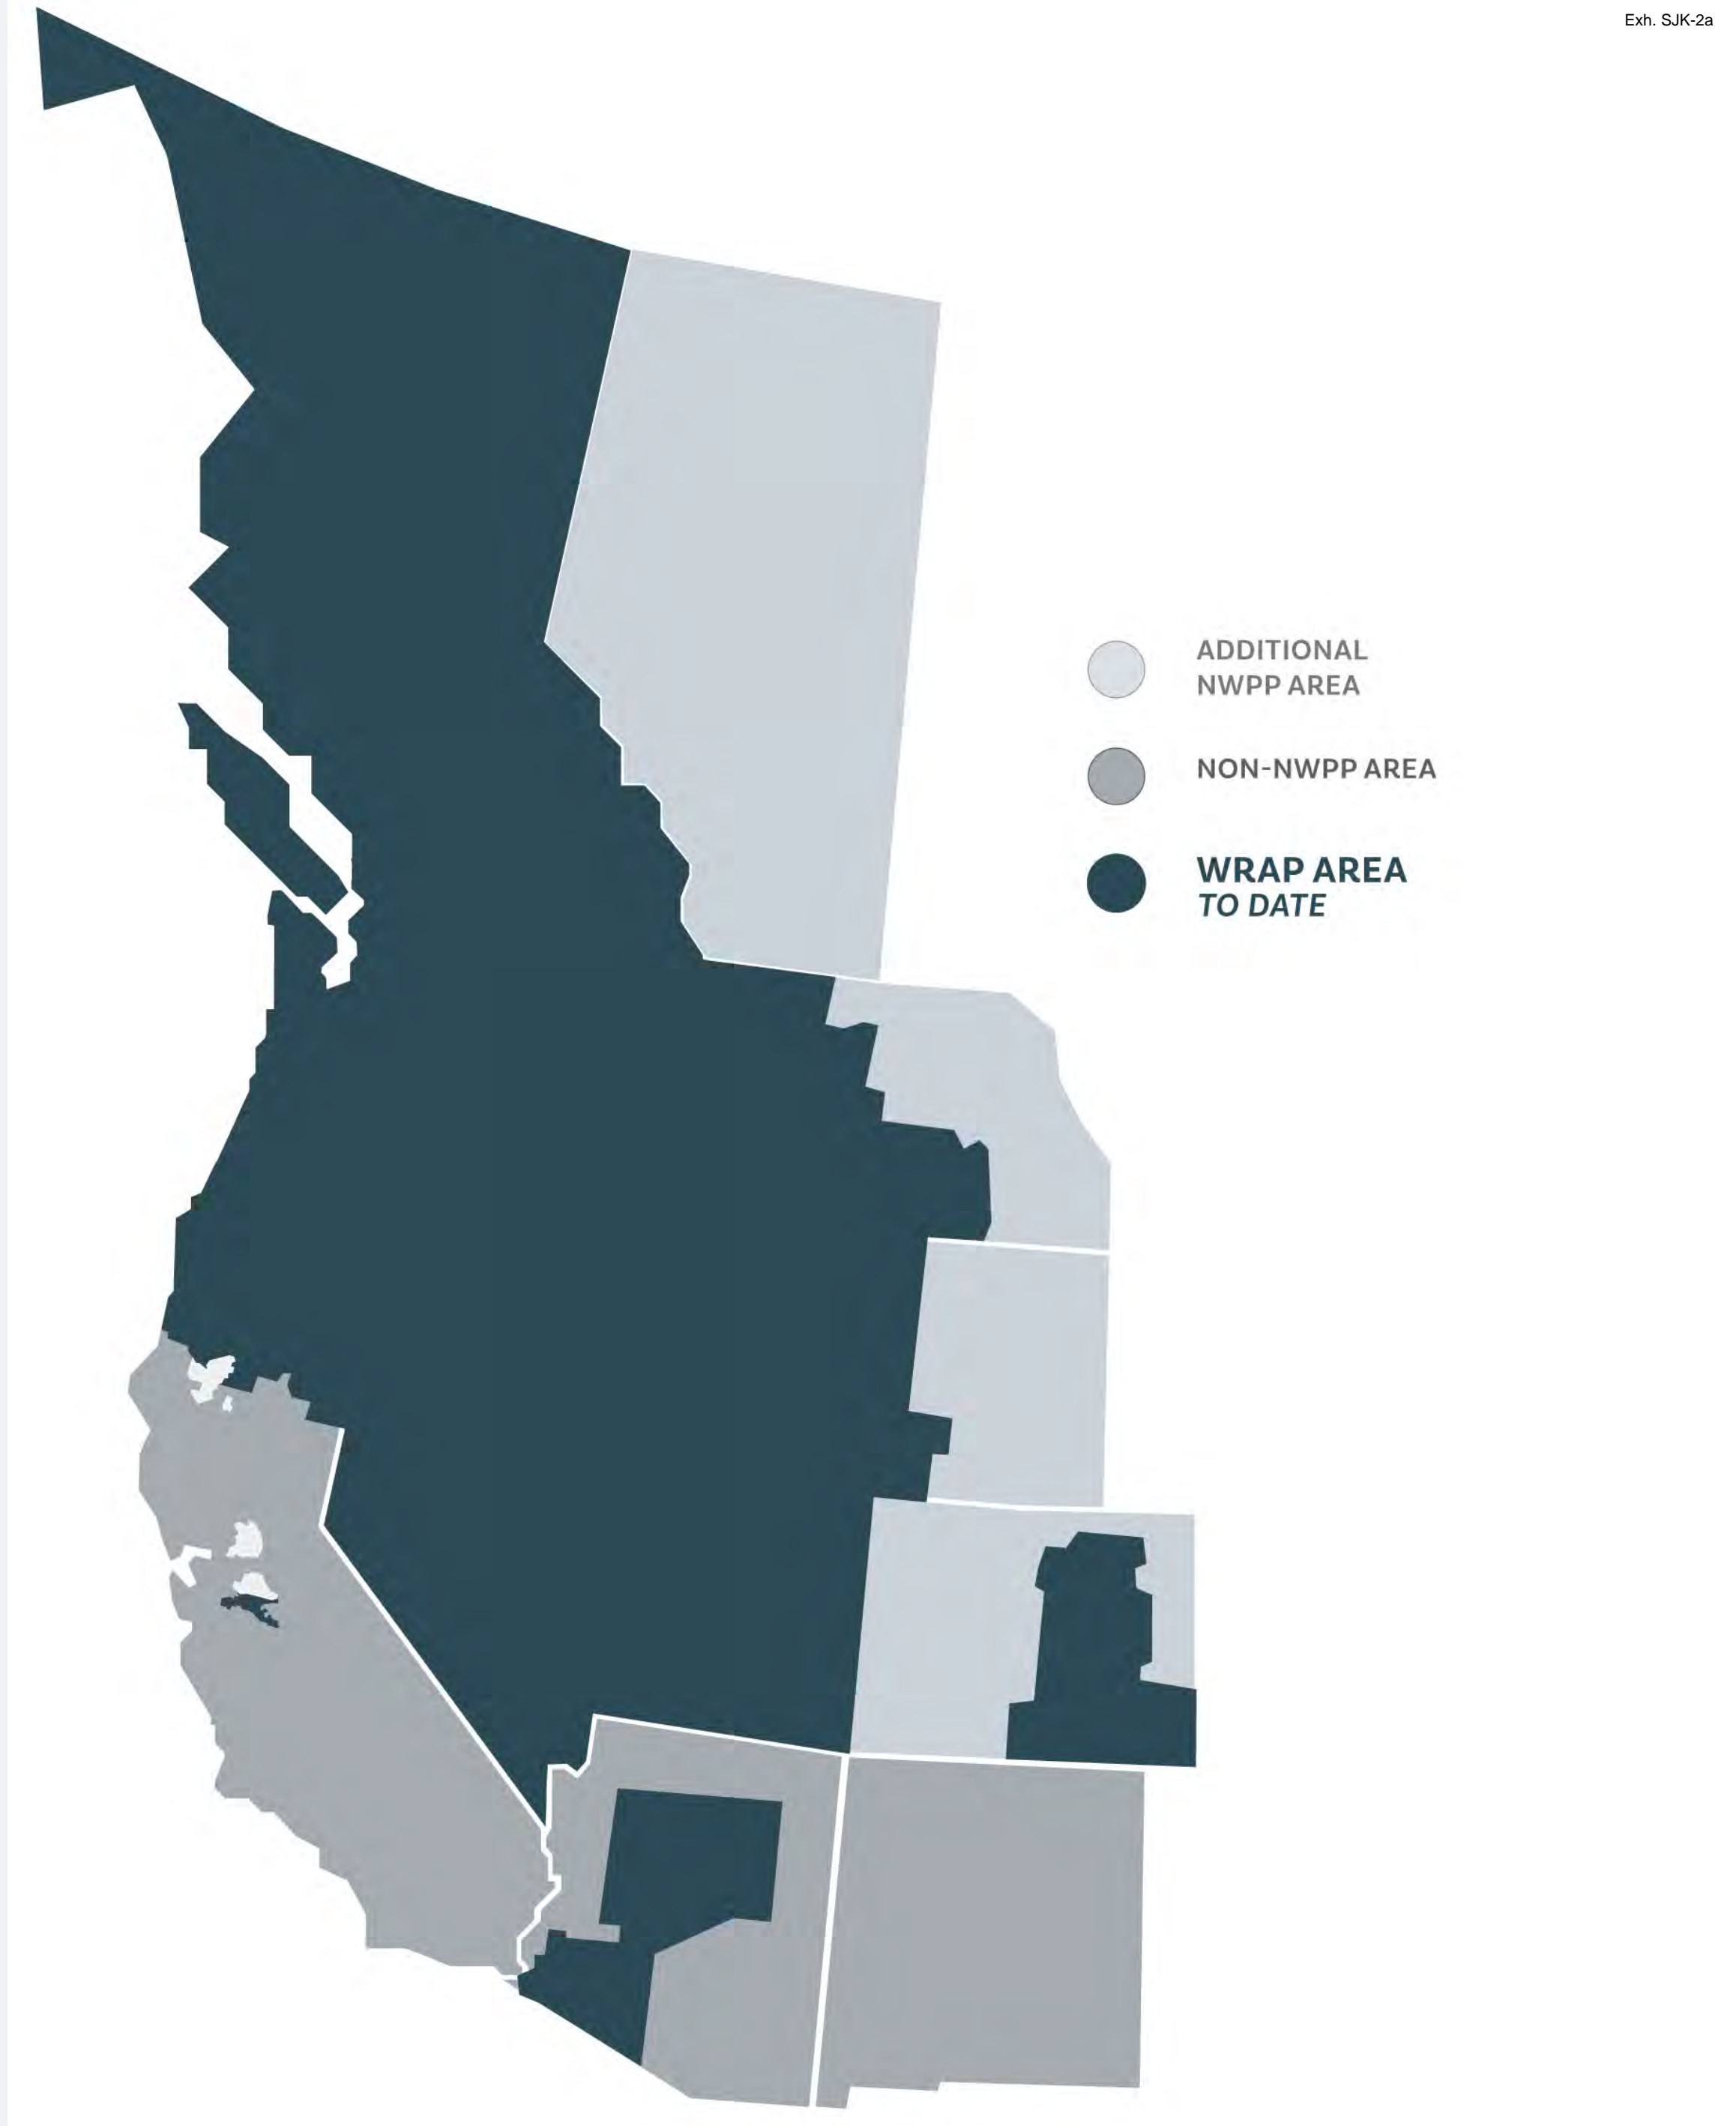 Exh. SJK-2a
ADDITIONAL
NWPP AREA
NON-NWPP AREA
WRAP AREA
TO DATE